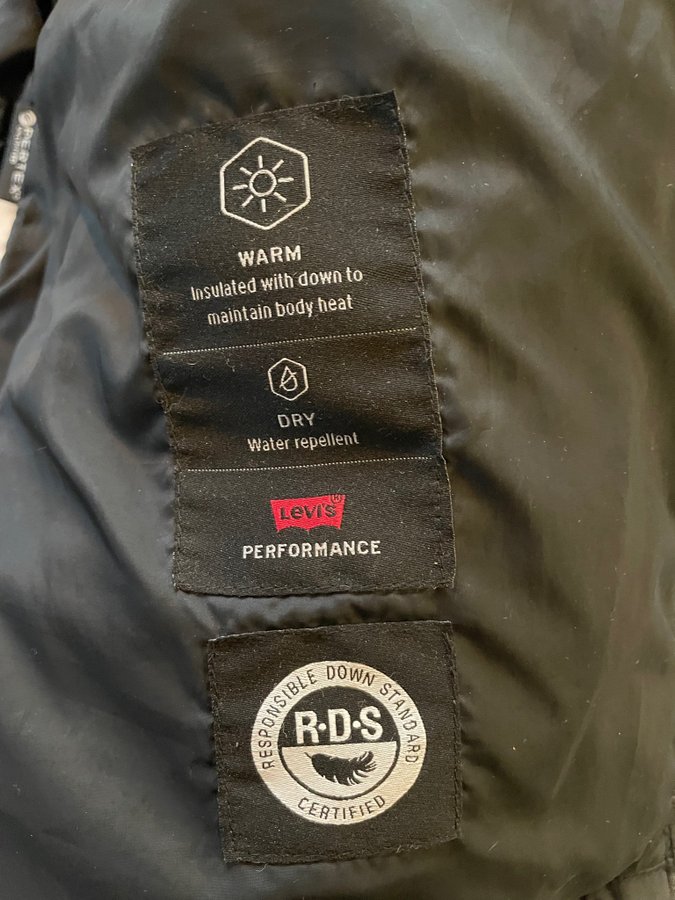 WARM
Insulated with down to
maintain body heat
DRY
Water repellent
Levi's®
PERFORMANCE
RESPONSIBLE DOWN STANDARD
R•D•S
CERTIFIED